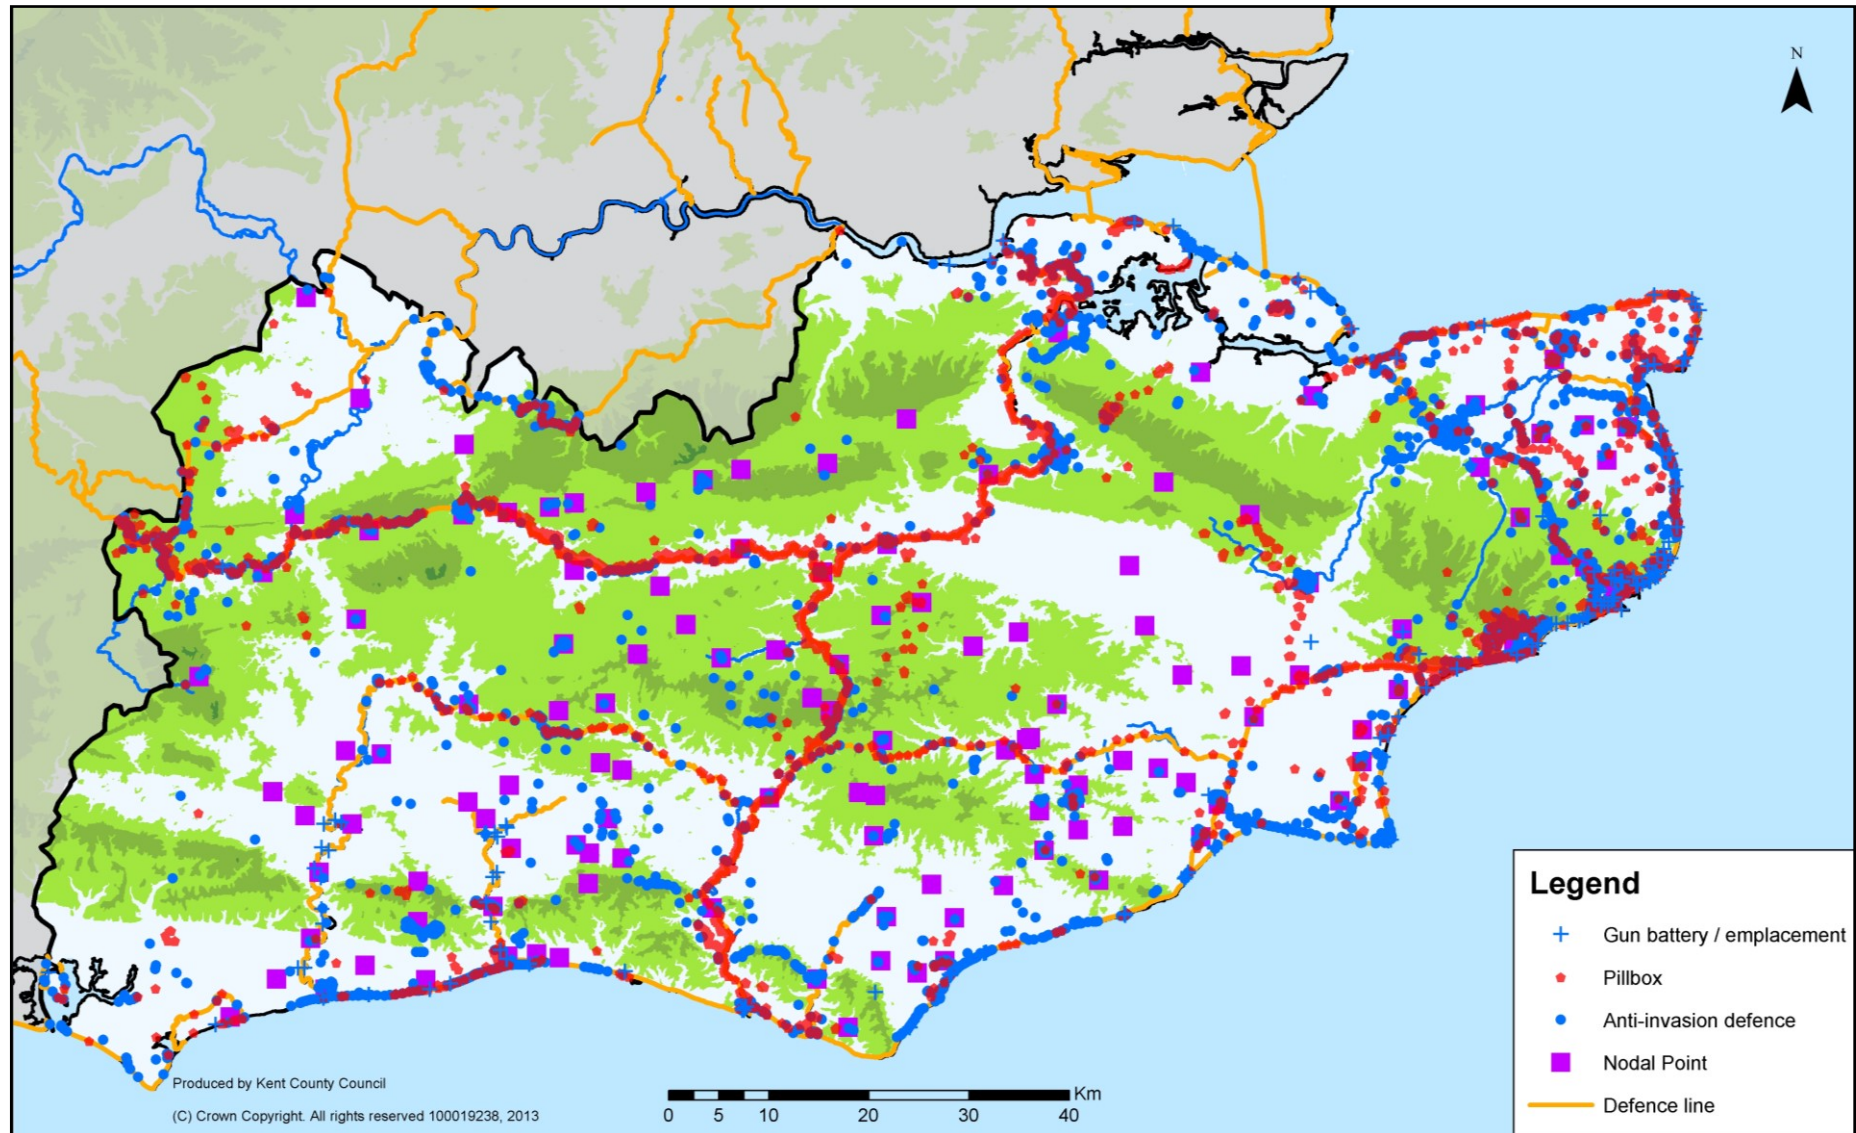 N
Legend
Gun battery / emplacement
Pillbox
Anti-invasion defence
Nodal Point
Defence line
Produced by Kent County Council
(C) Crown Copyright. All rights reserved 100019238, 2013
Km
0 5 10 20 30 40